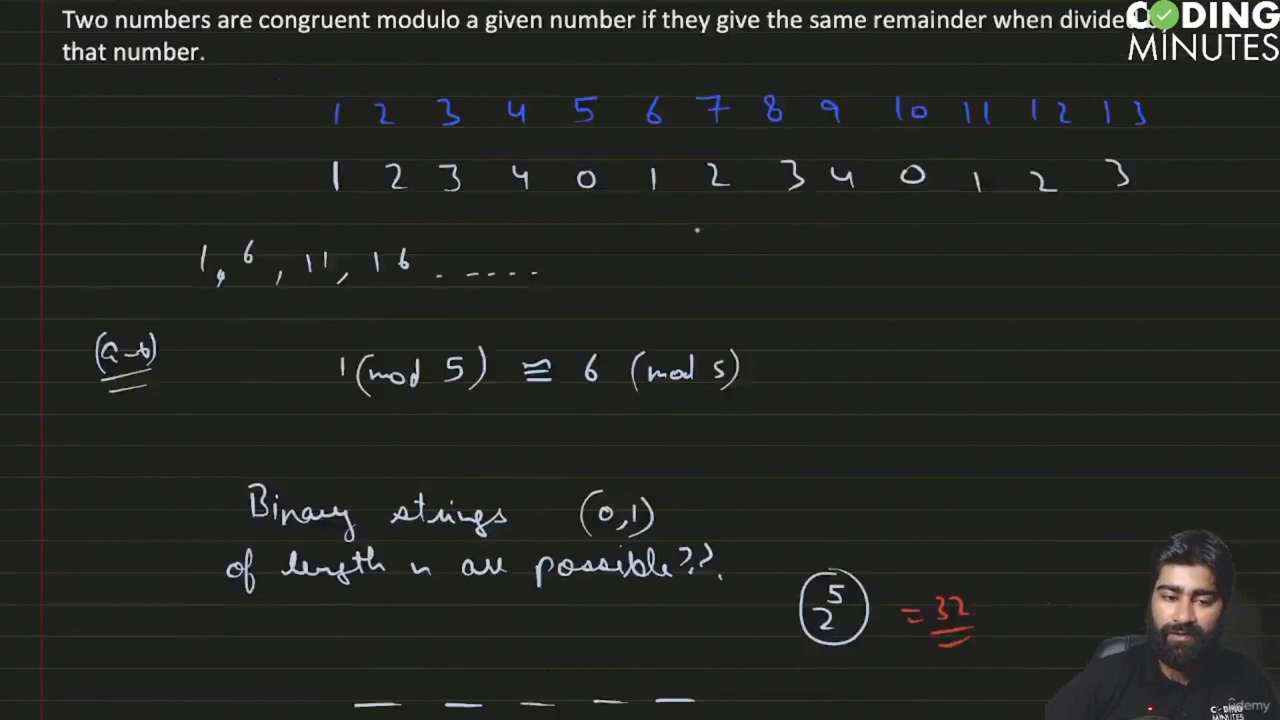 Two numbers are congruent modulo a given number if they give the same remainder when divided
that number.
CODING
MINUTES
1 2 3 4 5 6 7 8 9 10 11 12 13
1 2 3 4 0 1 2 3 4 0 1 2 3
1, 6, 11, 16 . - - - - -
(a-b)
1 (mod 5) ≅ 6 (mod 5)
Binary strings (0,1)
of length n are possible??.
2^5 = 32
CODING
MINUTES
ûdemy